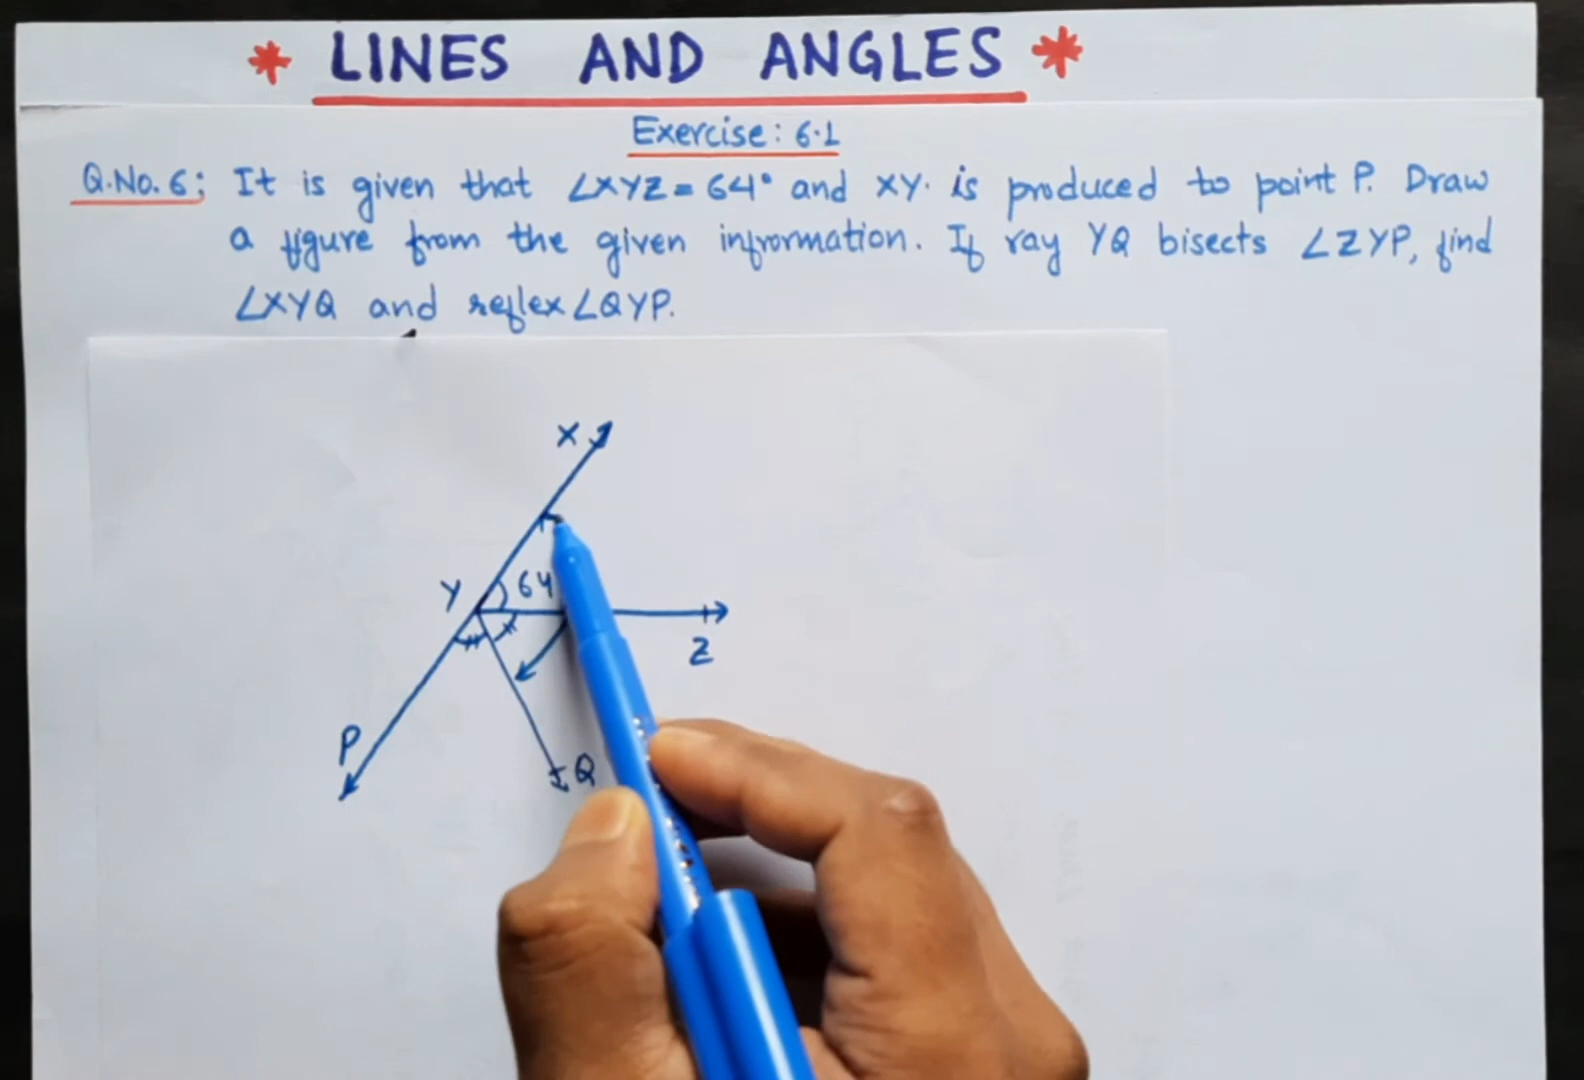 * LINES AND ANGLES *
Exercise: 6.1
Q.No. 6: It is given that ∠XYZ = 64° and XY. is produced to point P. Draw
a figure from the given information. If ray YQ bisects ∠ZYP, find
∠XYQ and reflex ∠QYP.
X
Y 64
Z
P
Q